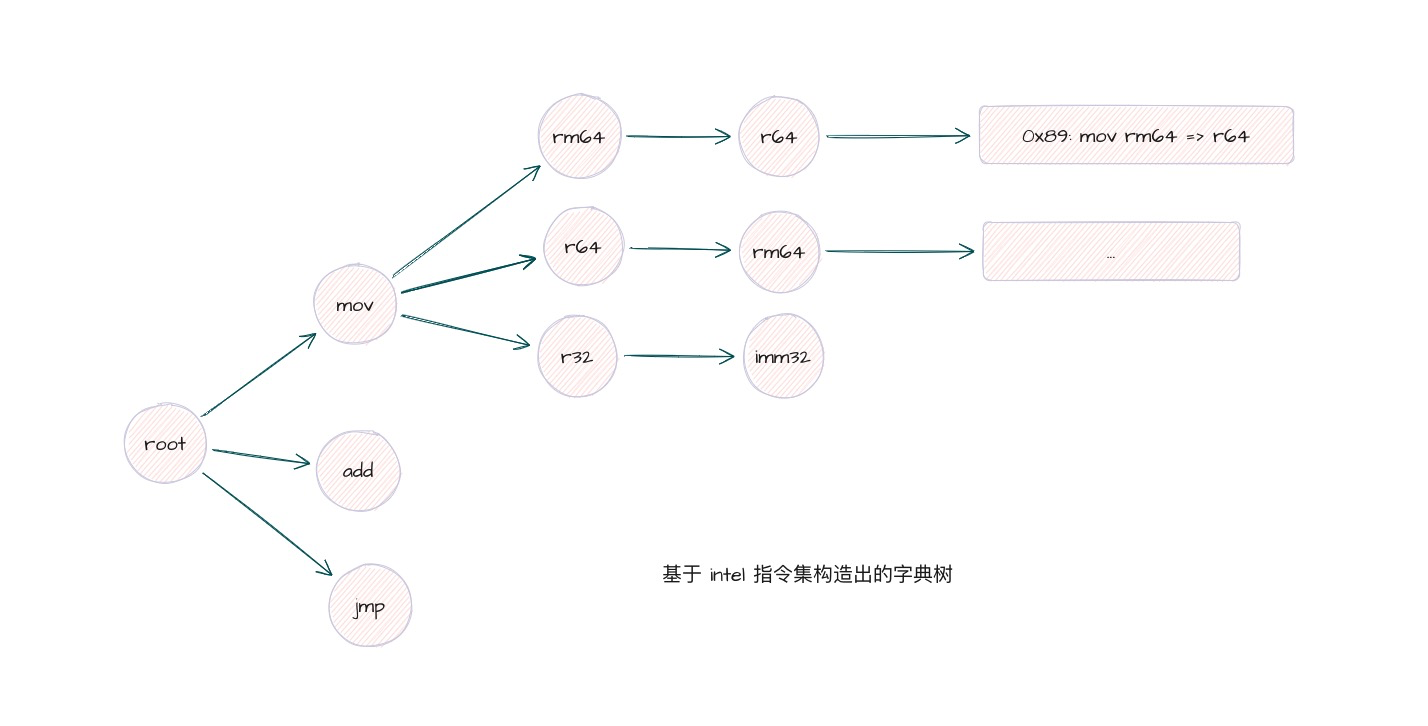 rm64
r64
0x89: mov rm64 => r64
r64
rm64
...
mov
r32
imm32
root
add
jmp
基于 intel 指令集构造出的字典树